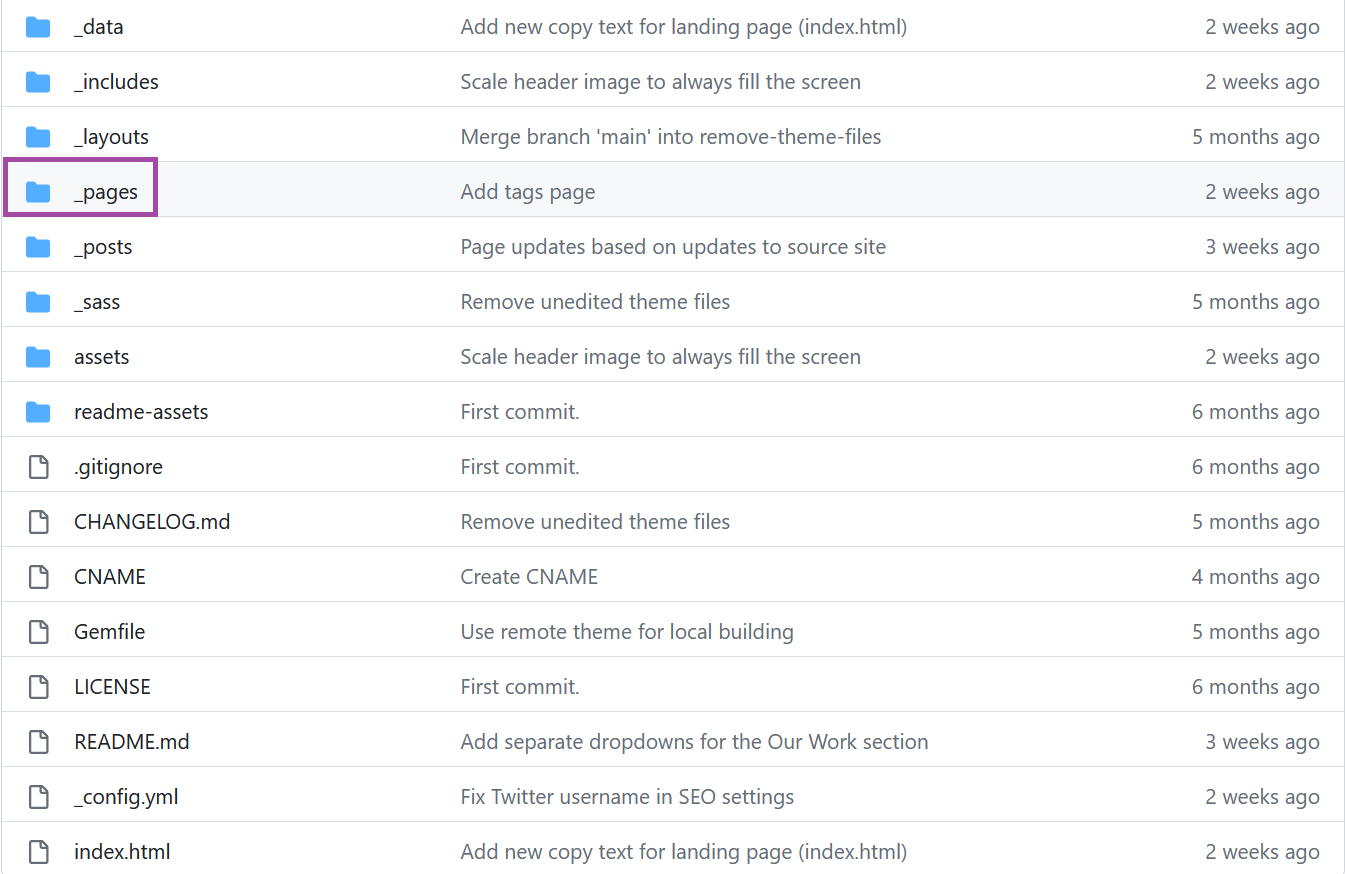 _data Add new copy text for landing page (index.html) 2 weeks ago
_includes Scale header image to always fill the screen 2 weeks ago
_layouts Merge branch 'main' into remove-theme-files 5 months ago
_pages Add tags page 2 weeks ago
_posts Page updates based on updates to source site 3 weeks ago
_sass Remove unedited theme files 5 months ago
assets Scale header image to always fill the screen 2 weeks ago
readme-assets First commit. 6 months ago
.gitignore First commit. 6 months ago
CHANGELOG.md Remove unedited theme files 5 months ago
CNAME Create CNAME 4 months ago
Gemfile Use remote theme for local building 5 months ago
LICENSE First commit. 6 months ago
README.md Add separate dropdowns for the Our Work section 3 weeks ago
_config.yml Fix Twitter username in SEO settings 2 weeks ago
index.html Add new copy text for landing page (index.html) 2 weeks ago